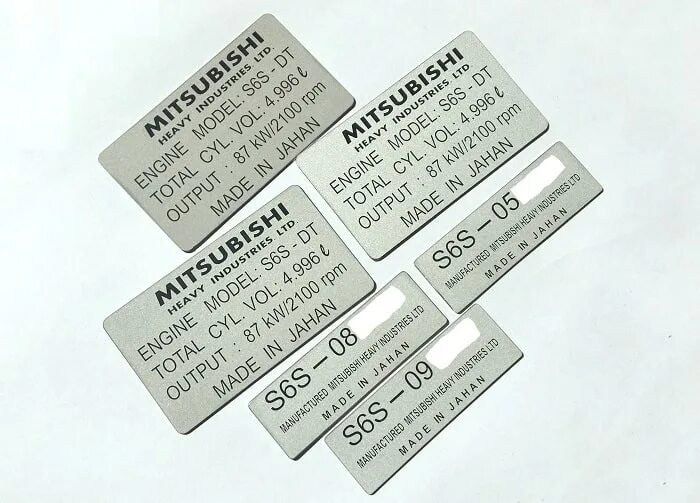 MITSUBISHI
HEAVY INDUSTRIES, LTD.
ENGINE MODEL: S6S - DT
TOTAL CYL. VOL: 4,996 ℓ
OUTPUT : 87 kW/2100 rpm
MADE IN JAHAN
MITSUBISHI
HEAVY INDUSTRIES, LTD.
ENGINE MODEL: S6S - DT
TOTAL CYL. VOL: 4,996 ℓ
OUTPUT : 87 kW/2100 rpm
MADE IN JAHAN
S6S – 05
MANUFACTURED MITSUBISHI HEAVY INDUSTRIES LTD
MADE IN JAHAN
MITSUBISHI
HEAVY INDUSTRIES, LTD.
ENGINE MODEL: S6S - DT
TOTAL CYL. VOL: 4,996 ℓ
OUTPUT : 87 kW/2100 rpm
MADE IN JAHAN
S6S – 08
MANUFACTURED MITSUBISHI HEAVY INDUSTRIES LTD
MADE IN JAHAN
S6S – 09
MANUFACTURED MITSUBISHI HEAVY INDUSTRIES LTD
MADE IN JAHAN